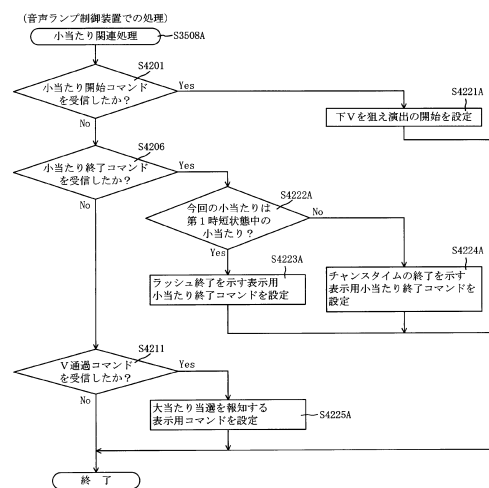 (音声ランプ制御装置での処理)
小当たり関連処理
S3508A
S4201
小当たり開始コマンド
を受信したか？
Yes
No
S4221A
下Vを狙え演出の開始を設定
S4206
小当たり終了コマンド
を受信したか？
Yes
No
S4222A
今回の小当たりは
第1時短状態中の
小当たり？
No
Yes
S4223A
ラッシュ終了を示す表示用
小当たり終了コマンドを設定
S4224A
チャンスタイムの終了を示す
表示用小当たり終了コマンドを
設定
S4211
V通過コマンド
を受信したか？
Yes
No
大当たり当選を報知する
表示用コマンドを設定
S4225A
終 了